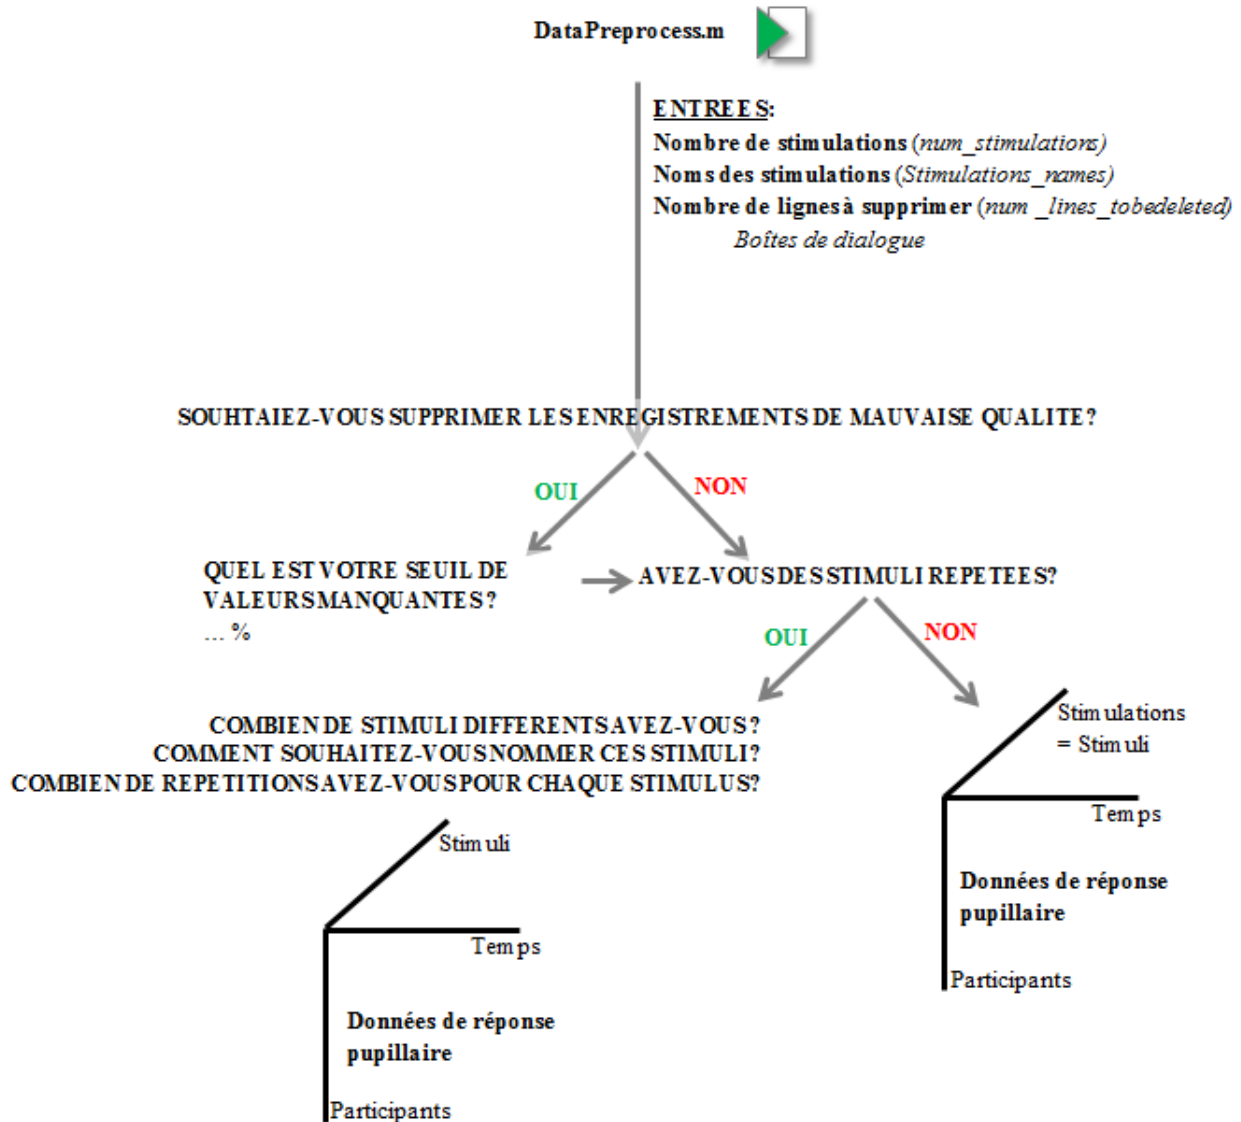 DataPreprocess.m
ENTREES:
Nombre de stimulations (num_stimulations)
Noms des stimulations (Stimulations_names)
Nombre de lignes à supprimer (num _lines_tobedeleted)
Boîtes de dialogue
SOUHTAIEZ-VOUS SUPPRIMER LES ENREGISTREMENTS DE MAUVAISE QUALITE?
OUI
NON
QUEL EST VOTRE SEUIL DE
VALEURS MANQUANTES?
... %
AVEZ-VOUS DES STIMULI REPETEES?
OUI
NON
COMBIEN DE STIMULI DIFFERENTS AVEZ-VOUS?
COMMENT SOUHAITEZ-VOUS NOMMER CES STIMULI?
COMBIEN DE REPETITIONS AVEZ-VOUS POUR CHAQUE STIMULUS?
Stimuli
Temps
Données de réponse
pupillaire
Participants
Stimulations
= Stimuli
Temps
Données de réponse
pupillaire
Participants